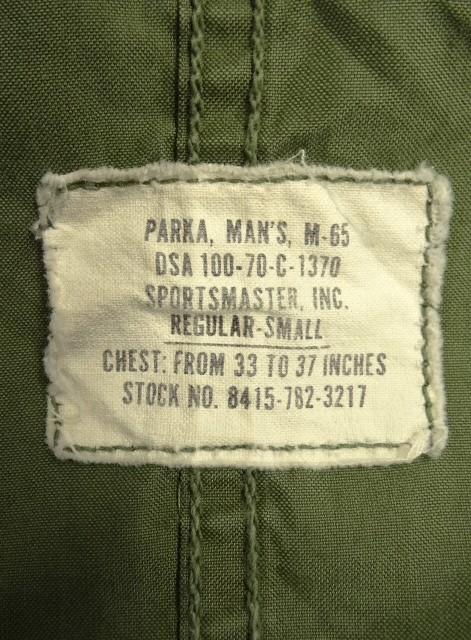 PARKA, MAN'S, M-65
DSA 100-70-C-1370
SPORTSMASTER, INC.
REGULAR-SMALL
CHEST: FROM 33 TO 37 INCHES
STOCK NO. 8415-782-3217